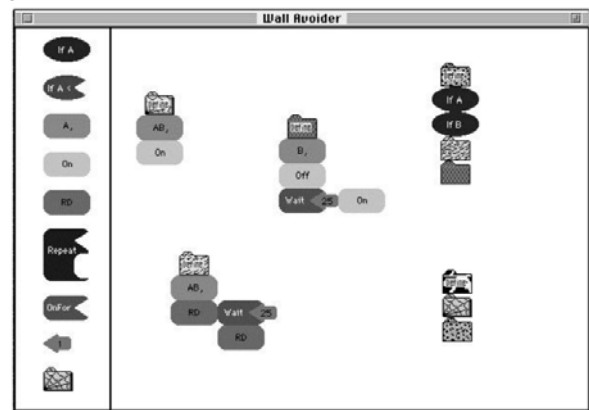 Wall Avoider
If A
If A <
A,
On
RD
Repeat
OnFor
1
AB,
On
B,
Off
Wait 25 On
If A
If B
AB,
RD Wait 25
RD